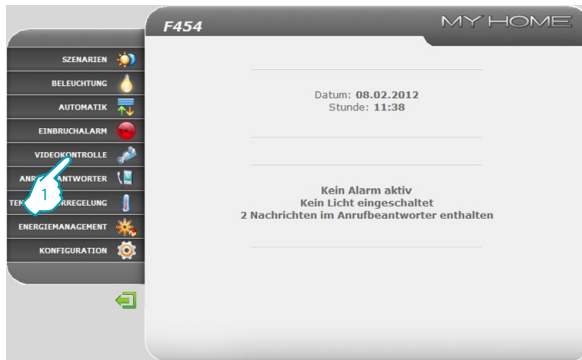 F454
MY HOME
SZENARIEN
BELEUCHTUNG
AUTOMATIK
EINBRUCHALARM
VIDEOKONTROLLE
ENERGIEMANAGEMENT
KONFIGURATION
1
Datum: 08.02.2012
Stunde: 11:38
Kein Alarm aktiv
Kein Licht eingeschaltet
2 Nachrichten im Anrufbeantworter enthalten